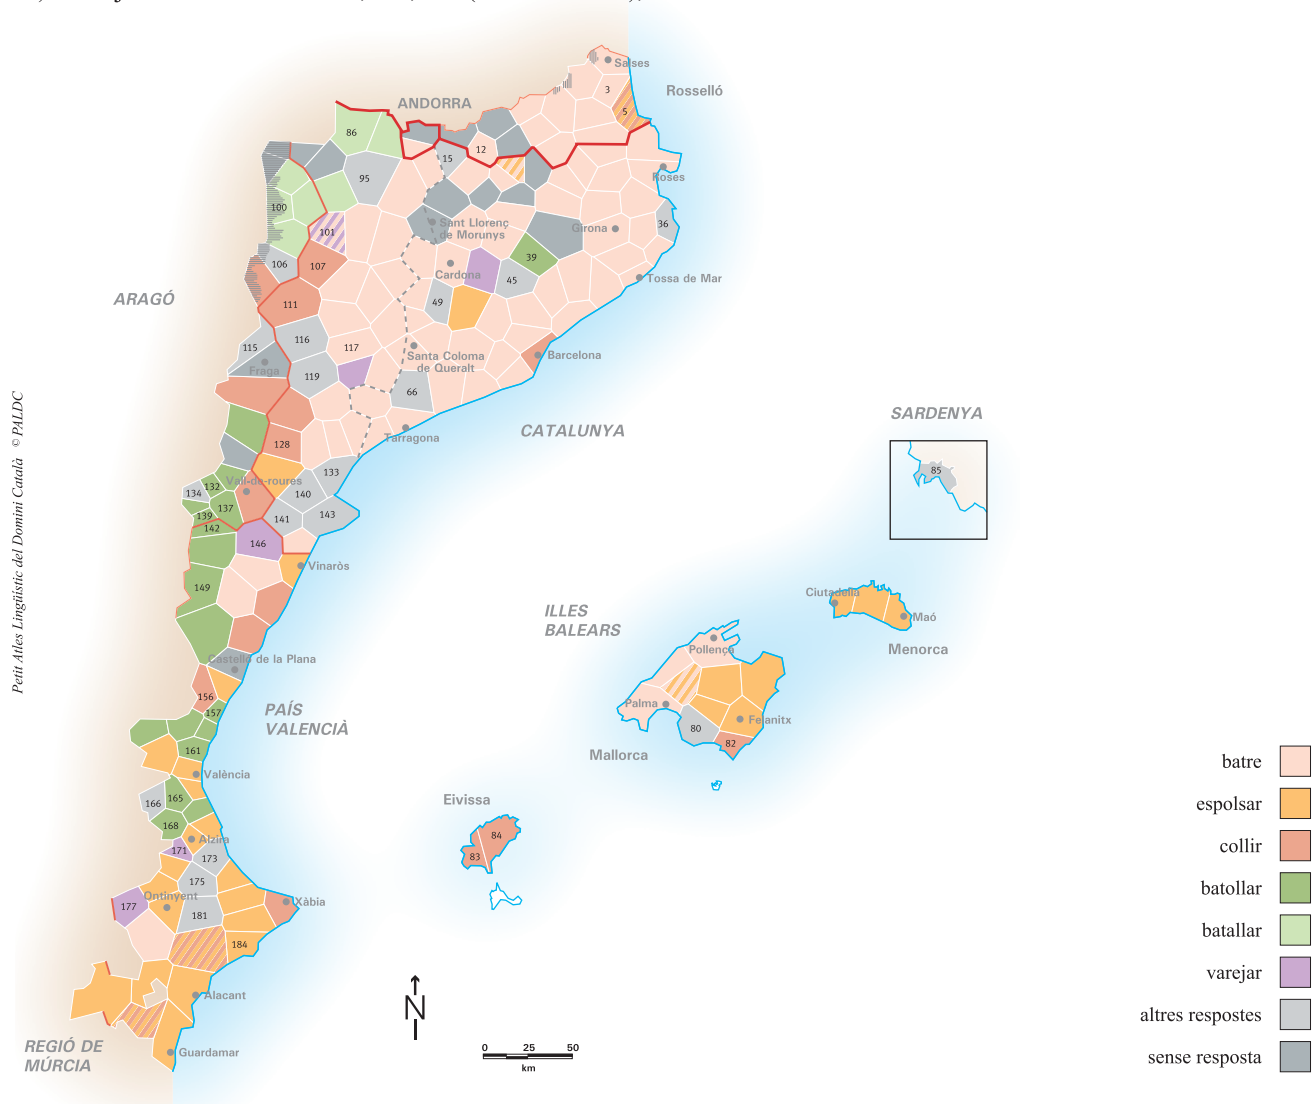 Salses
3
Rosselló
5
ANDORRA
86
12
15
95
Roses
100
101
Sant Llorenç
de Morunys
Girona
36
39
106
107
Cardona
45
Tossa de Mar
ARAGÓ
49
111
116
115
117
Santa Coloma
de Queralt
Barcelona
Fraga
119
66
CATALUNYA
Tarragona
128
SARDENYA
85
133
Vall-de-roures
132
134
140
137
139
141
143
142
146
Vinaròs
149
Petit Atles Lingüístic del Domini Català © PALDC
Ciutadella
Maó
Menorca
ILLES
BALEARS
Pollença
Castelló de la Plana
156
157
PAÍS
VALENCIÀ
Palma
Felanitx
80
82
Mallorca
161
València
166
165
168
Eivissa
84
83
Alzira
171
173
175
Ontinyent
177
181
Xàbia
184
Alacant
N
REGIÓ DE
MÚRCIA
Guardamar
0 25 50
km
batre
espolsar
collir
batollar
batallar
varejar
altres respostes
sense resposta